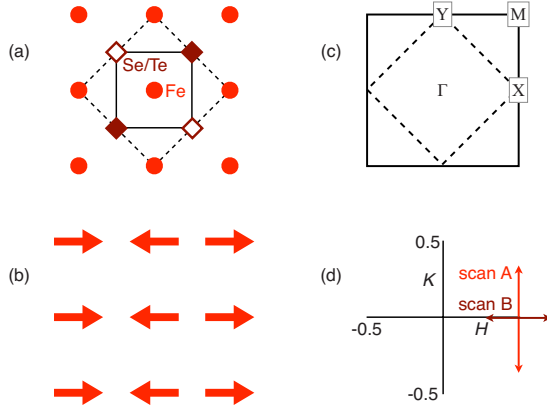 (a)
Se/Te
Fe
(b)
(c)
Y
M
Γ
X
(d)
0.5
K
scan A
scan B
-0.5
H
-0.5